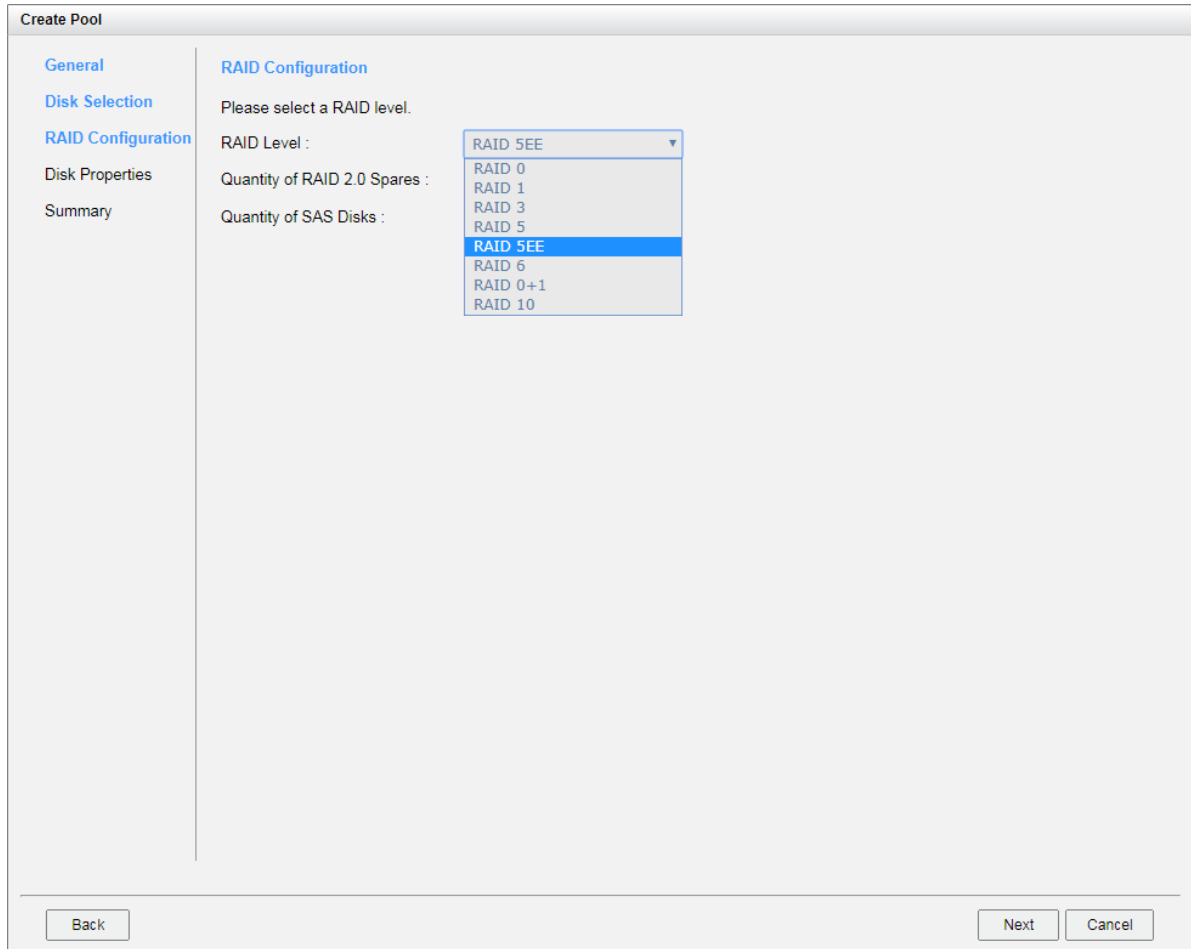 Create Pool
General
Disk Selection
RAID Configuration
Disk Properties
Summary
RAID Configuration
Please select a RAID level.
RAID Level :
RAID 5EE
RAID 0
RAID 1
RAID 3
RAID 5
RAID 5EE
RAID 6
RAID 0+1
RAID 10
Quantity of RAID 2.0 Spares :
Quantity of SAS Disks :
Back
Next
Cancel